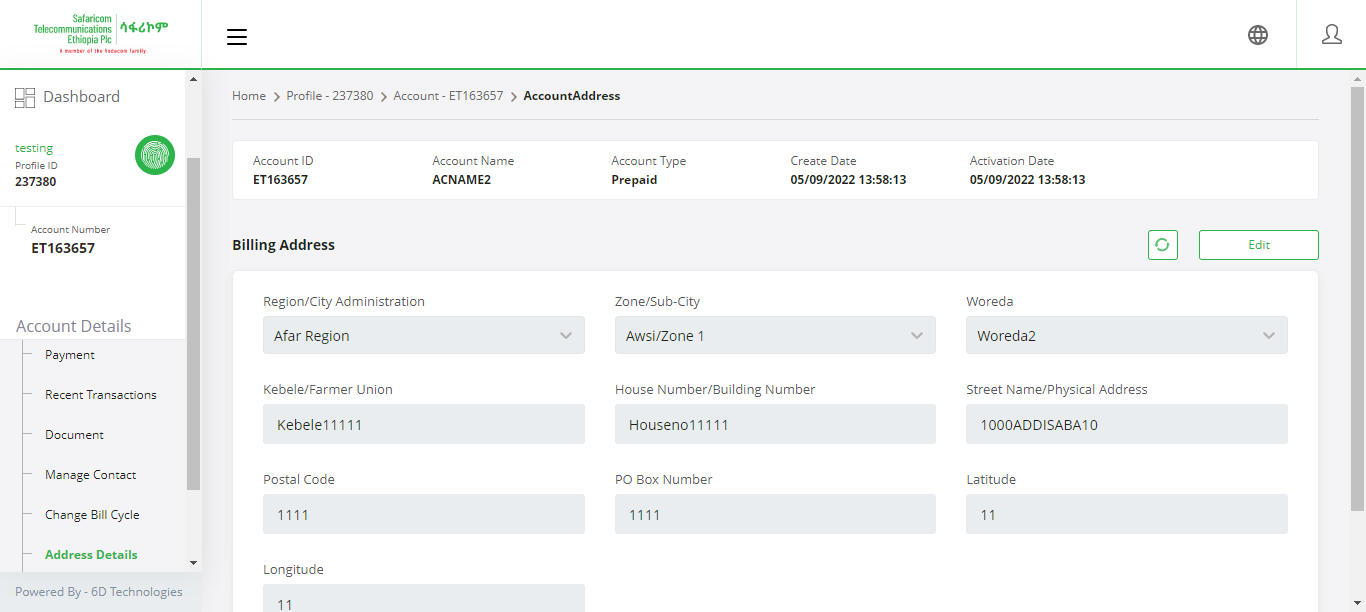 Safaricom
Telecommunications
Ethiopia Plc
ሳፋሪኮም
A member of the Vodacom family
Dashboard
testing
Profile ID
237380
Account Number
ET163657
Account Details
Payment
Recent Transactions
Document
Manage Contact
Change Bill Cycle
Address Details
Powered By - 6D Technologies
Home > Profile - 237380 > Account - ET163657 > AccountAddress
Account ID Account Name Account Type Create Date Activation Date
ET163657 ACNAME2 Prepaid 05/09/2022 13:58:13 05/09/2022 13:58:13
Billing Address Edit
Region/City Administration Zone/Sub-City Woreda
Afar Region Awsi/Zone 1 Woreda2
Kebele/Farmer Union House Number/Building Number Street Name/Physical Address
Kebele11111 Houseno11111 1000ADDISABA10
Postal Code PO Box Number Latitude
1111 1111 11
Longitude
11